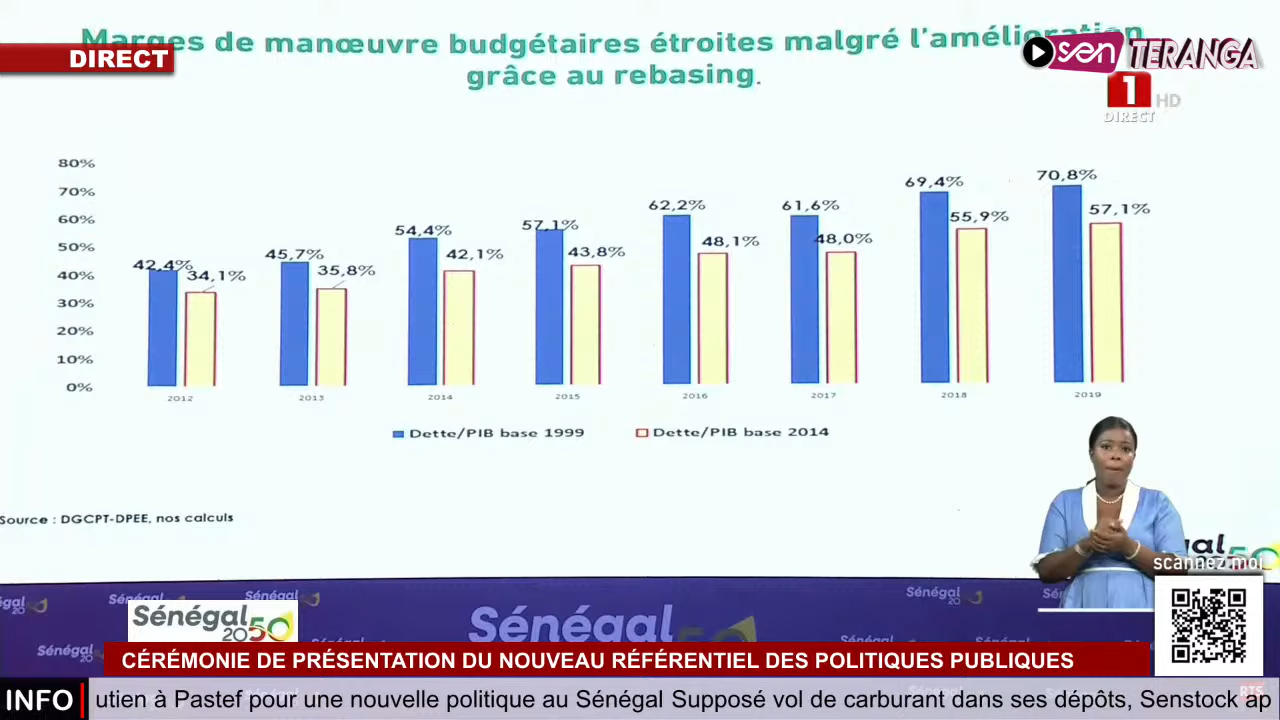 Marges de manœuvre budgétaires étroites malgré l'amélioration
grâce au rebasing.
DIRECT
sen TERANGA
1 HD
DIRECT
80%
70%
60%
50%
40%
30%
20%
10%
0%
42,4% 34,1%
45,7% 35,8%
54,4% 42,1%
57,1% 43,8%
62,2% 48,1%
61,6% 48,0%
69,4% 55,9%
70,8% 57,1%
2012 2013 2014 2015 2016 2017 2018 2019
Dette/PIB base 1999 Dette/PIB base 2014
Source : DGCPT-DPEE, nos calculs
scannez moi
Sénégal
2050
Sénégal
CÉRÉMONIE DE PRÉSENTATION DU NOUVEAU RÉFÉRENTIEL DES POLITIQUES PUBLIQUES
INFO utien à Pastef pour une nouvelle politique au Sénégal Supposé vol de carburant dans ses dépôts, Senstock ap